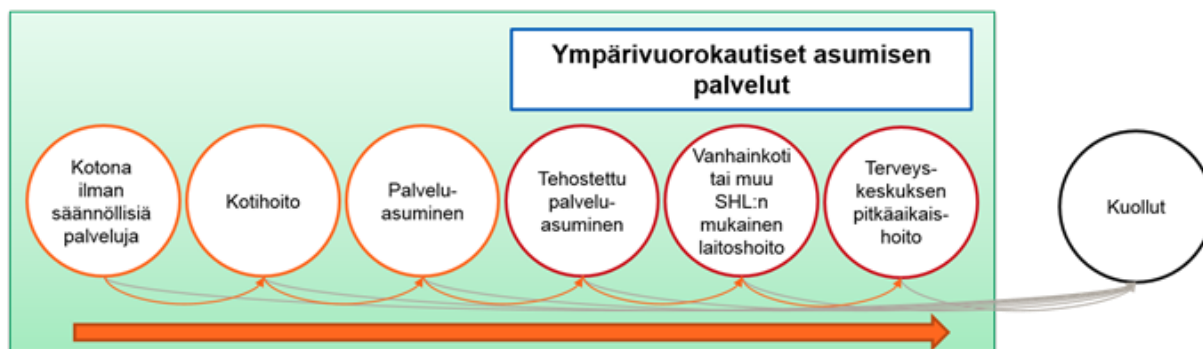 Ympärivuorokautiset asumisen
palvelut
Kotona
ilman
säännöllisiä
palveluja
Kotihoito
Palvelu-
asuminen
Tehostettu
palvelu-
asuminen
Vanhainkoti
tai muu
SHL:n
mukainen
laitoshoito
Terveys-
keskuksen
pitkäaikais-
hoito
Kuollut